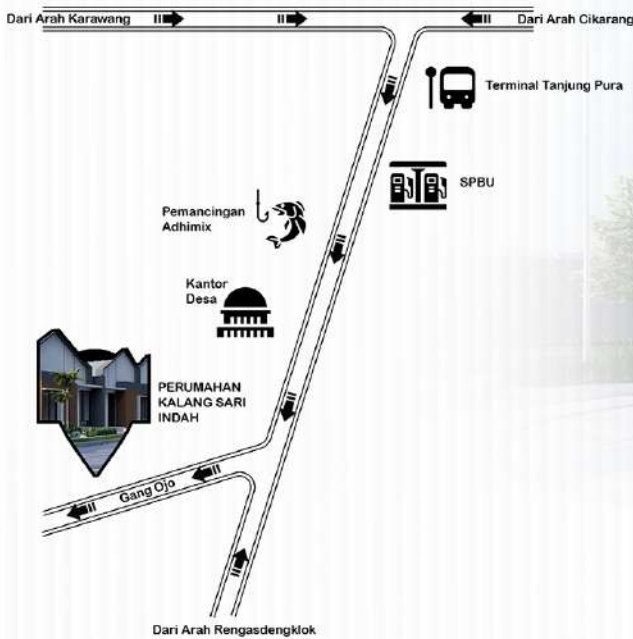 Dari Arah Karawang
Dari Arah Cikarang
Terminal Tanjung Pura
SPBU
Pemancingan
Adhimix
Kantor
Desa
PERUMAHAN
KALANG SARI
INDAH
Gang Ojo
Dari Arah Rengasdengklok